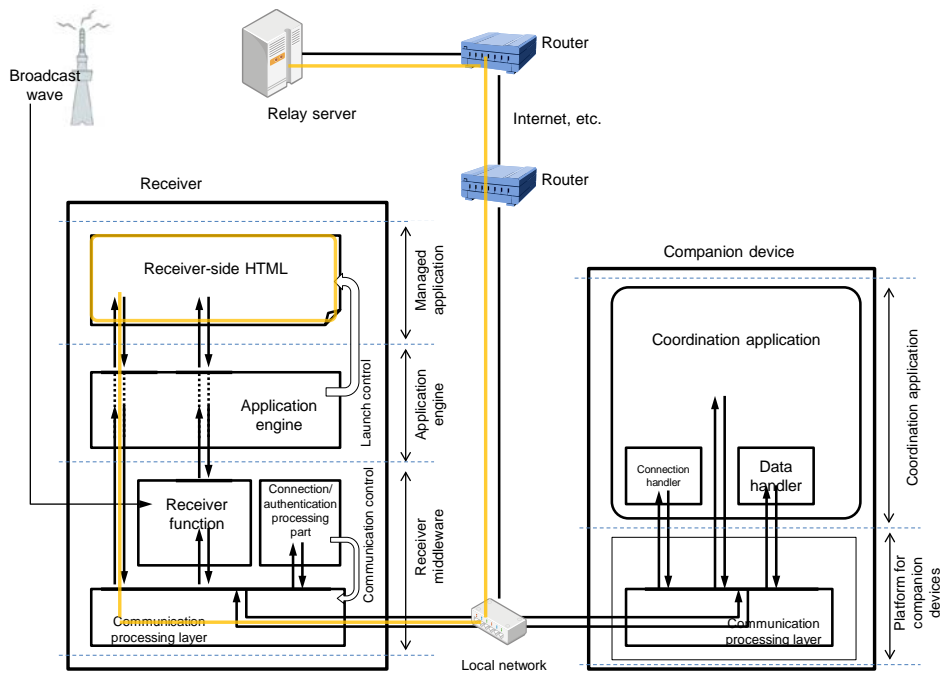 Broadcast
wave
Relay server
Router
Internet, etc.
Router
Receiver
Receiver-side HTML
Managed
application
Application
engine
Launch control
Application
engine
Receiver
function
Connection/
authentication
processing part
Communication control
Receiver
middleware
Communication
processing layer
Local network
Companion device
Coordination application
Connection
handler
Data
handler
Coordination application
Communication
processing layer
Platform for
companion
devices